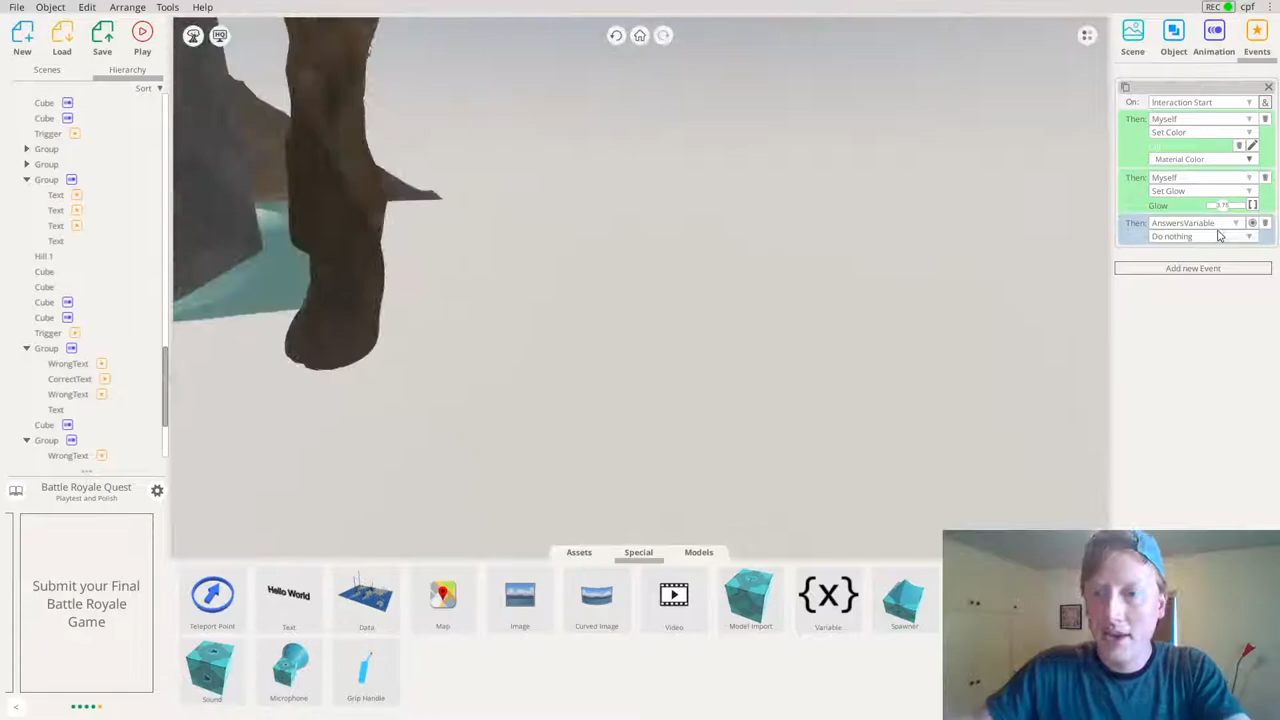 File Object Edit Arrange Tools Help REC cpf
New Load Save Play HQ Scene Object Animation Events
Scenes Hierarchy
Sort
Cube
Cube
Trigger
Group
Group
Group
Text
Text
Text
Text
Hill 1
Cube
Cube
Cube
Cube
Trigger
Group
WrongText
CorrectText
WrongText
Text
Cube
Group
WrongText
On: Interaction Start &
Then: Myself
Set Color
Material Color
Then: Myself
Set Glow
Glow 3.75 [ ]
Then: AnswersVariable
Do nothing
Add new Event
Battle Royale Quest
Playtest and Polish
Submit your Final
Battle Royale
Game
<
Assets Special Models
Hello World {x}
Teleport Point Text Data Map Image Curved Image Video Model Import Variable Spawner
Sound Microphone Grip Handle